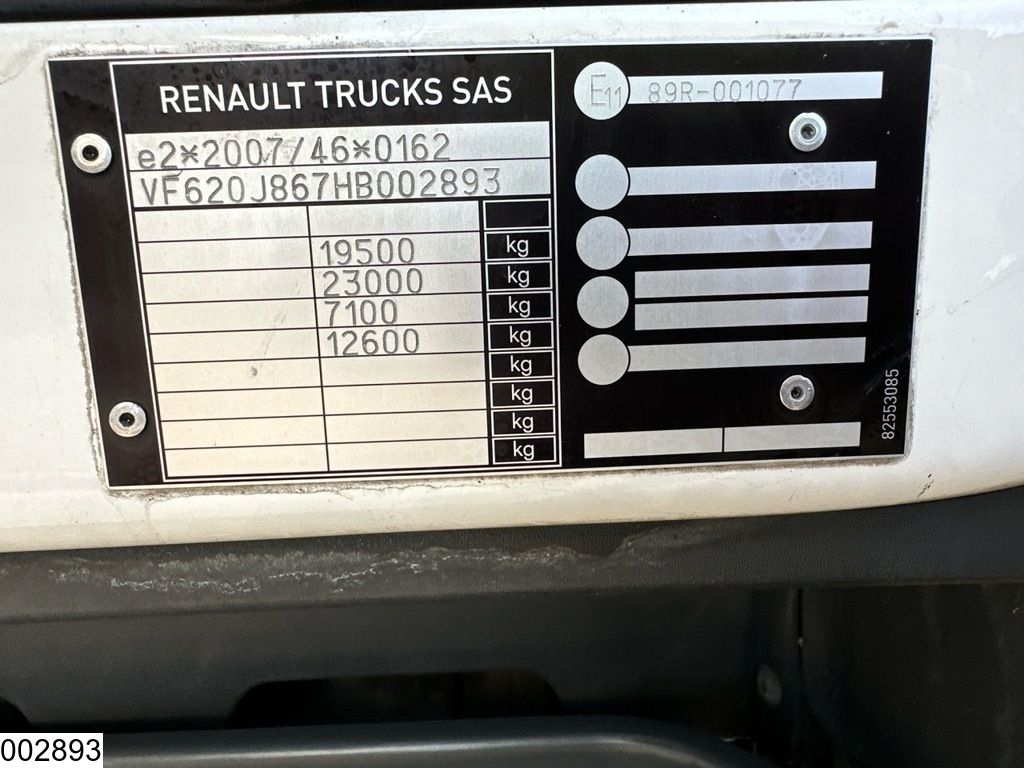 RENAULT TRUCKS SAS
e2*2007/46*0162
VF620J867HB002893
19500 kg
23000 kg
7100 kg
12600 kg
kg
kg
kg
kg
E11 89R-001077
82553085
002893